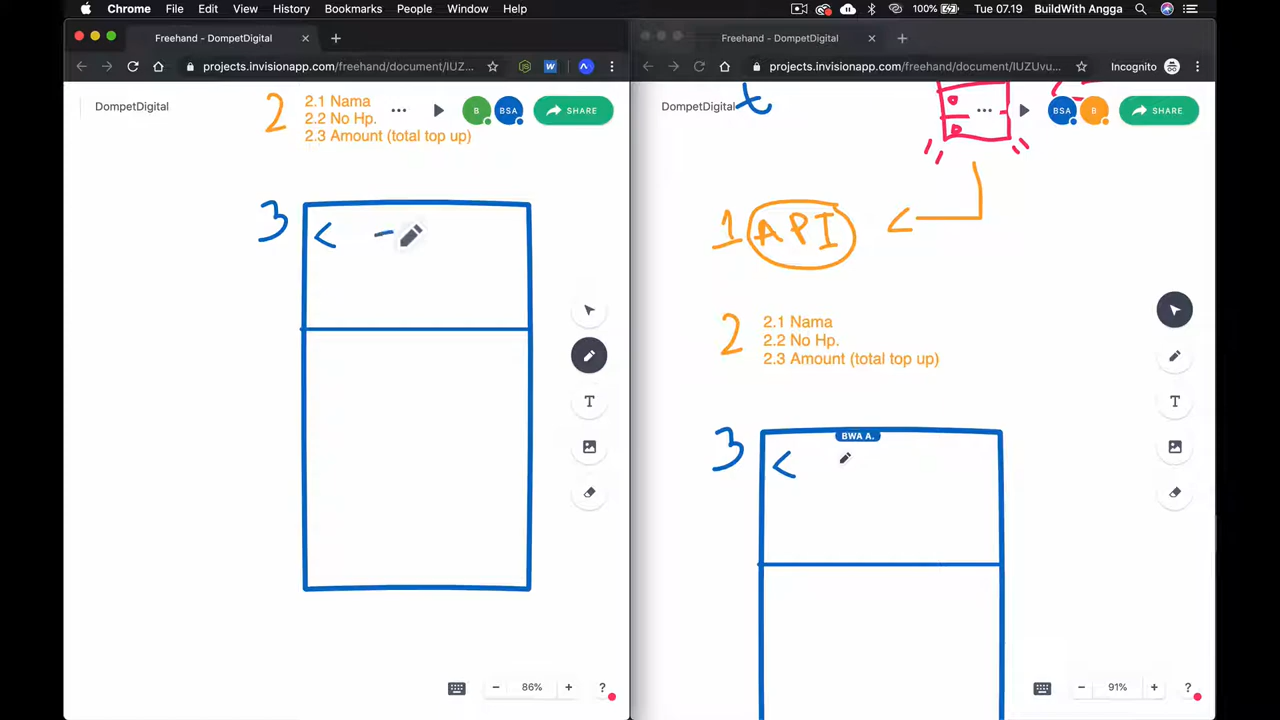 Chrome File Edit View History Bookmarks People Window Help 100% Tue 07.19 BuildWith Angga
Freehand - DompetDigital
projects.invisionapp.com/freehand/document/IUZ...
DompetDigital
B BSA SHARE
2
2.1 Nama
2.2 No Hp.
2.3 Amount (total top up)
3 <
T
86%
?
Freehand - DompetDigital
projects.invisionapp.com/freehand/document/IUZUvu...
Incognito
DompetDigital
BSA B SHARE
1 API
2
2.1 Nama
2.2 No Hp.
2.3 Amount (total top up)
BWA A.
3 <
T
91%
?